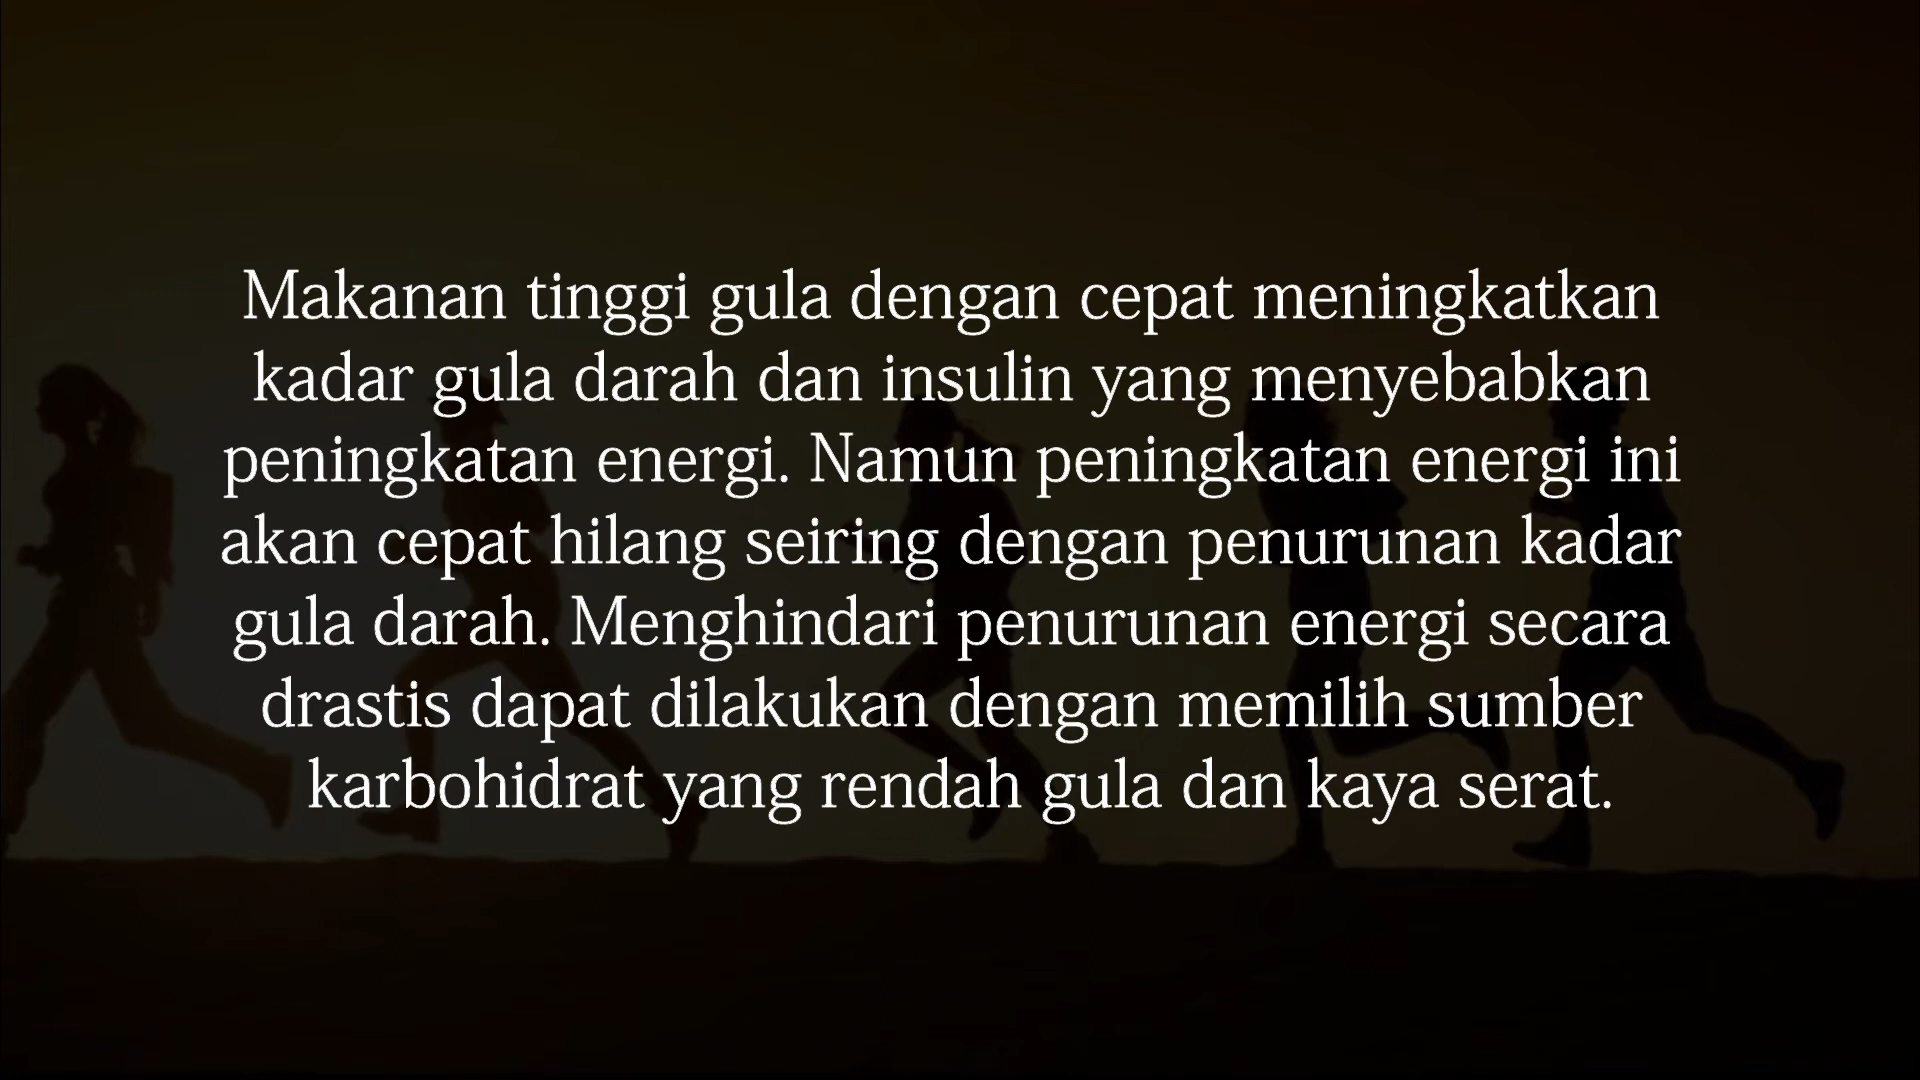 Makanan tinggi gula dengan cepat meningkatkan
kadar gula darah dan insulin yang menyebabkan
peningkatan energi. Namun peningkatan energi ini
akan cepat hilang seiring dengan penurunan kadar
gula darah. Menghindari penurunan energi secara
drastis dapat dilakukan dengan memilih sumber
karbohidrat yang rendah gula dan kaya serat.